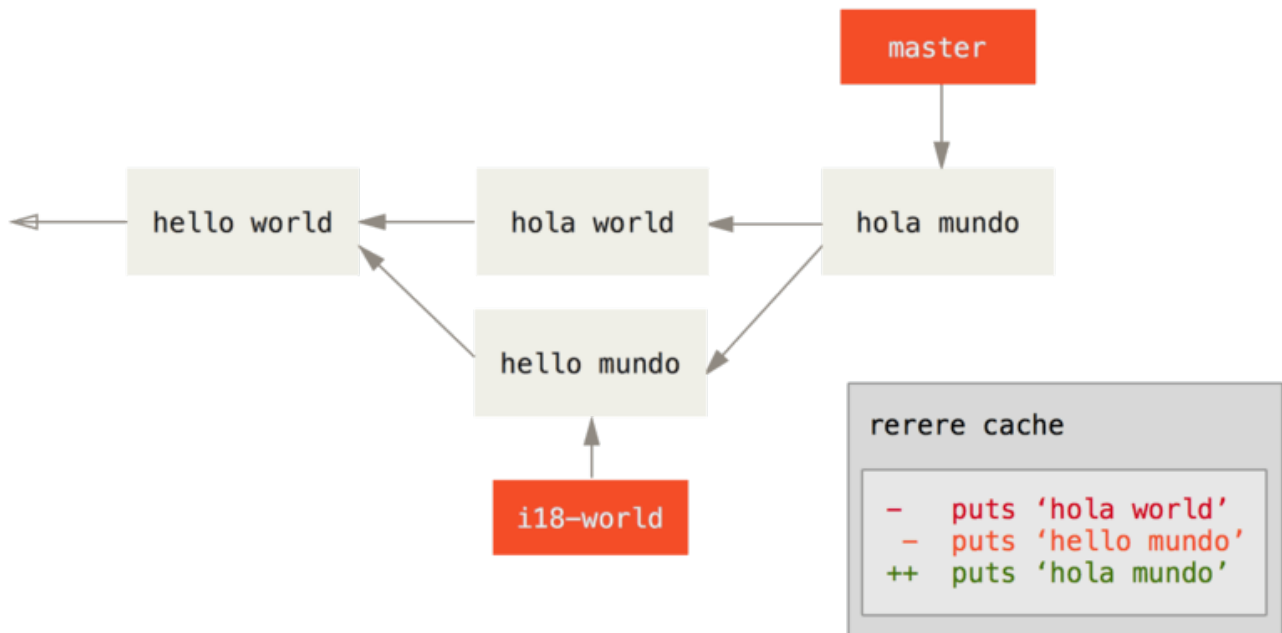 master
hello world
hola world
hola mundo
hello mundo
i18-world
rerere cache
- puts ‘hola world’
- puts ‘hello mundo’
++ puts ‘hola mundo’